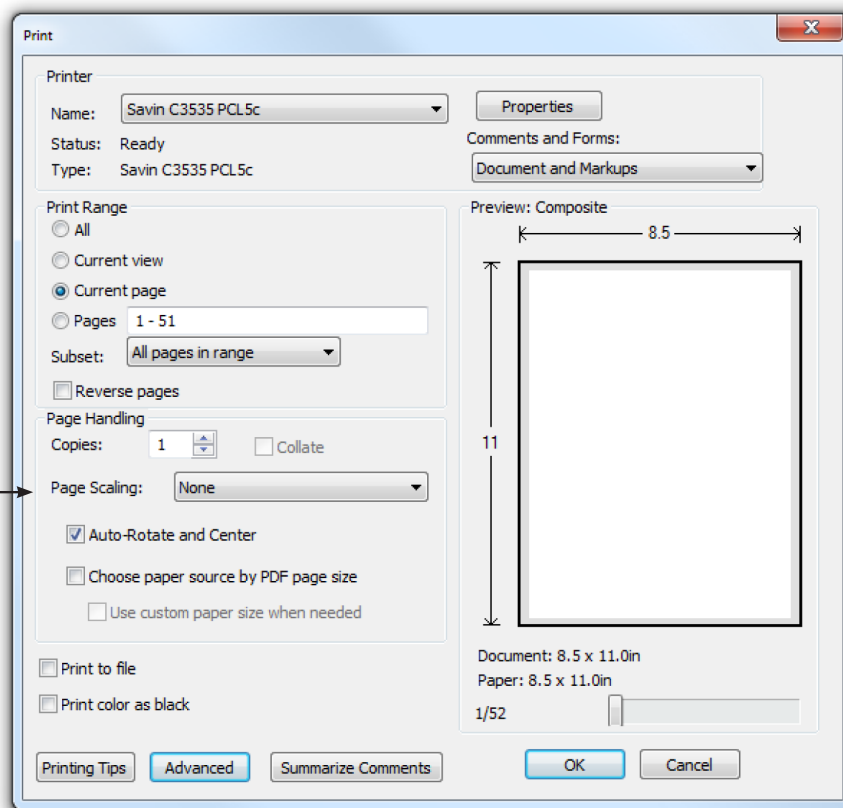 Print
Printer
Name: Savin C3535 PCL5c Properties
Status: Ready Comments and Forms:
Type: Savin C3535 PCL5c Document and Markups
Print Range
All
Current view
Current page
Pages 1 - 51
Subset: All pages in range
Reverse pages
Page Handling
Copies: 1 Collate
Page Scaling: None
Auto-Rotate and Center
Choose paper source by PDF page size
Use custom paper size when needed
Print to file
Print color as black
Preview: Composite
8.5
11
Document: 8.5 x 11.0in
Paper: 8.5 x 11.0in
1/52
Printing Tips Advanced Summarize Comments OK Cancel